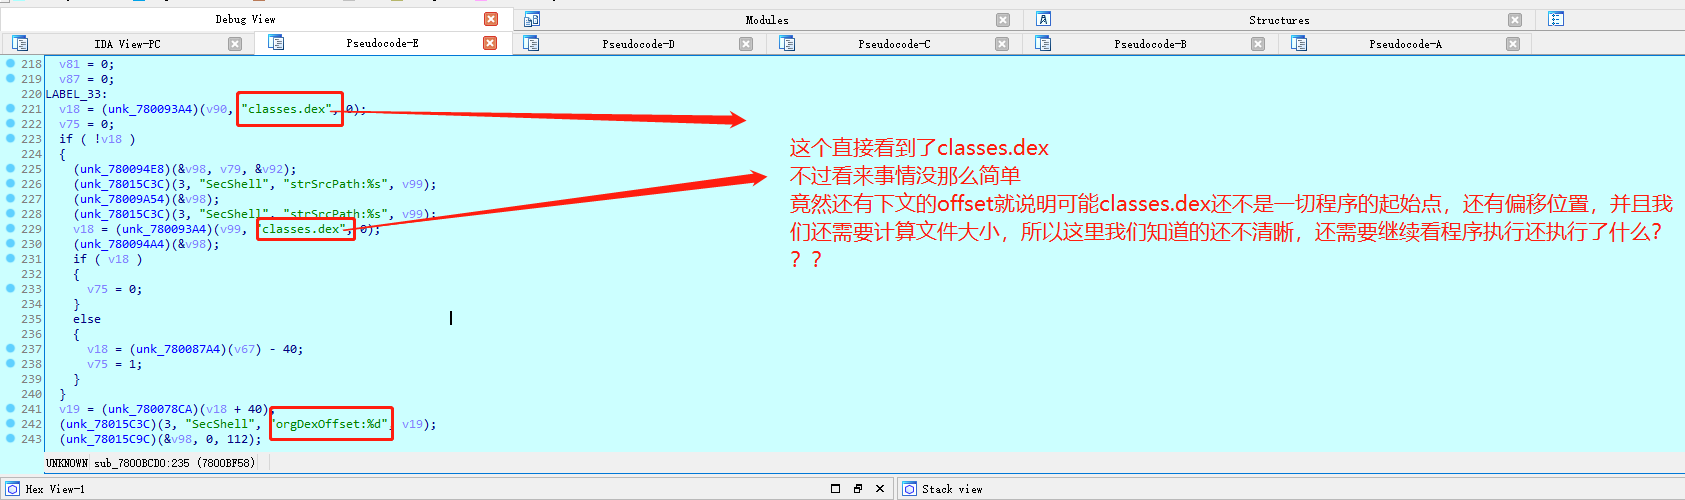 Debug View
Modules
Structures
IDA View-PC
Pseudocode-E
Pseudocode-D
Pseudocode-C
Pseudocode-B
Pseudocode-A
218 v81 = 0;
219 v87 = 0;
220 LABEL_33:
221 v18 = (unk_780093A4)(v90, "classes.dex", 0);
222 v75 = 0;
223 if ( !v18 )
224 {
225 (unk_780094E8)(&v98, v79, &v92);
226 (unk_78015C3C)(3, "SecShell", "strSrcPath:%s", v99);
227 (unk_78009A54)(&v98);
228 (unk_78015C3C)(3, "SecShell", "strSrcPath:%s", v99);
229 v18 = (unk_780093A4)(v99, "classes.dex", 0);
230 (unk_780094A4)(&v98);
231 if ( v18 )
232 {
233 v75 = 0;
234 }
235 else
236 {
237 v18 = (unk_780087A4)(v67) - 40;
238 v75 = 1;
239 }
240 }
241 v19 = (unk_780078CA)(v18 + 40);
242 (unk_78015C3C)(3, "SecShell", "orgDexOffset:%d", v19);
243 (unk_78015C9C)(&v98, 0, 112);
这个直接看到了classes.dex
不过看来事情没那么简单
竟然还有下文的offset就说明可能classes.dex还不是一切程序的起始点，还有偏移位置，并且我
们还需要计算文件大小，所以这里我们知道的还不清晰，还需要继续看程序执行还执行了什么？
？？
UNKNOWN sub_7800BCD0:235 (7800BF58)
Hex View-1
Stack view